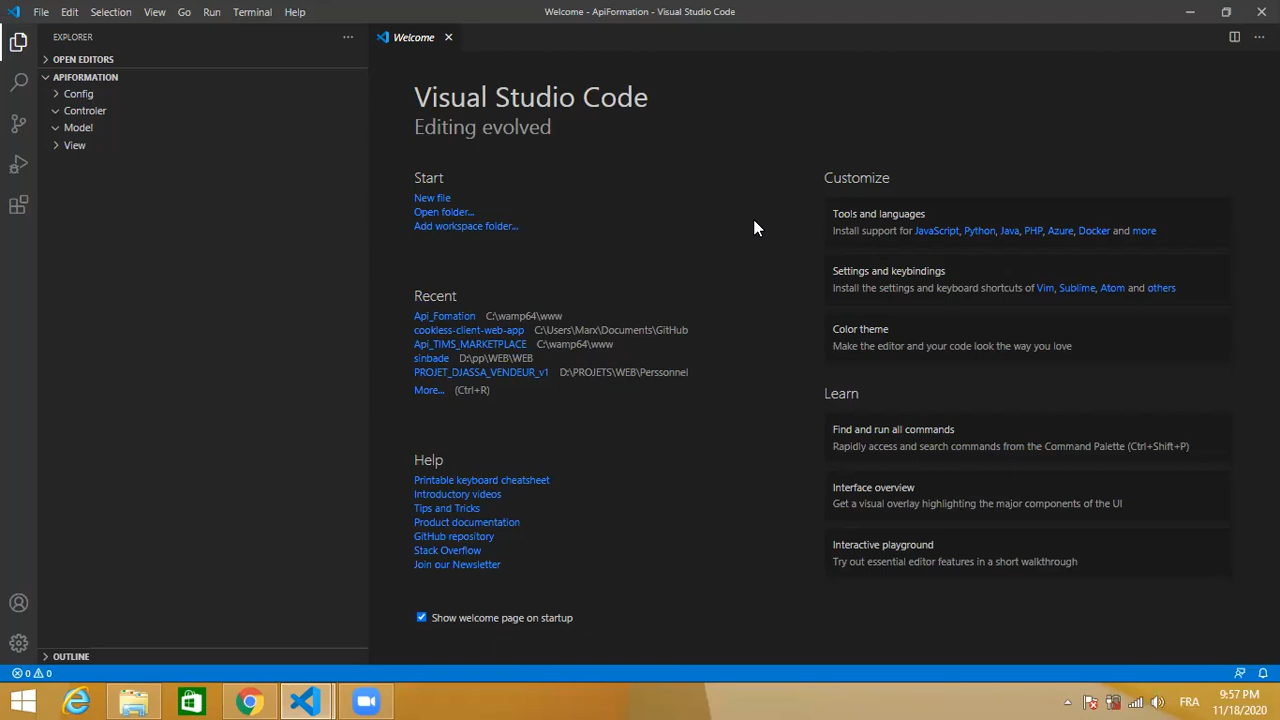 File Edit Selection View Go Run Terminal Help
Welcome - ApiFormation - Visual Studio Code
EXPLORER
OPEN EDITORS
APIFORMATION
Config
Controler
Model
View
OUTLINE
Welcome
Visual Studio Code
Editing evolved
Start
New file
Open folder...
Add workspace folder...
Recent
Api_Fomation C:\wamp64\www
cookless-client-web-app C:\Users\Marx\Documents\GitHub
Api_TIMS_MARKETPLACE C:\wamp64\www
sinbade D:\pp\WEB\WEB
PROJET_DJASSA_VENDEUR_v1 D:\PROJETS\WEB\Perssonnel
More... (Ctrl+R)
Help
Printable keyboard cheatsheet
Introductory videos
Tips and Tricks
Product documentation
GitHub repository
Stack Overflow
Join our Newsletter
Show welcome page on startup
Customize
Tools and languages
Install support for JavaScript, Python, Java, PHP, Azure, Docker and more
Settings and keybindings
Install the settings and keyboard shortcuts of Vim, Sublime, Atom and others
Color theme
Make the editor and your code look the way you love
Learn
Find and run all commands
Rapidly access and search commands from the Command Palette (Ctrl+Shift+P)
Interface overview
Get a visual overlay highlighting the major components of the UI
Interactive playground
Try out essential editor features in a short walkthrough
0 0
FRA
9:57 PM
11/18/2020